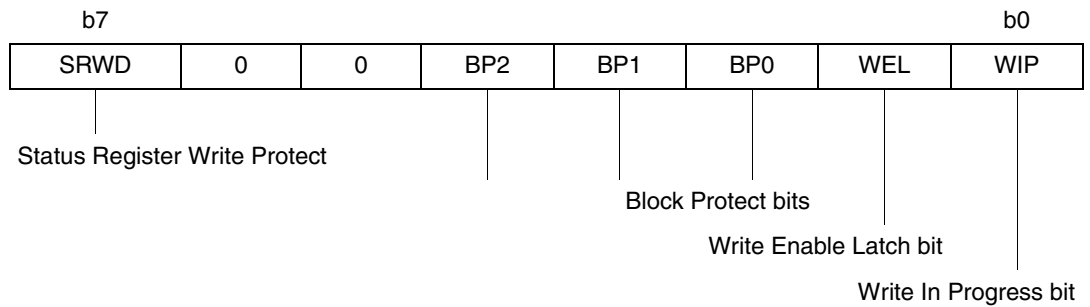 b7 b0
SRWD 0 0 BP2 BP1 BP0 WEL WIP
Status Register Write Protect
Block Protect bits
Write Enable Latch bit
Write In Progress bit